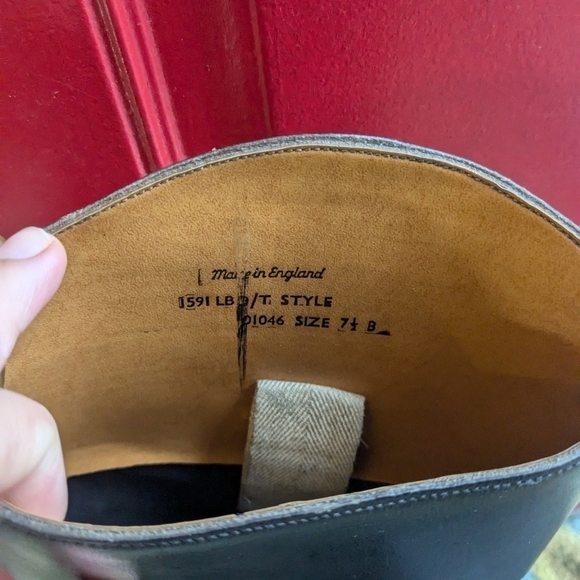 Made in England
1591 LB O/T. STYLE
01046 SIZE 7½ B